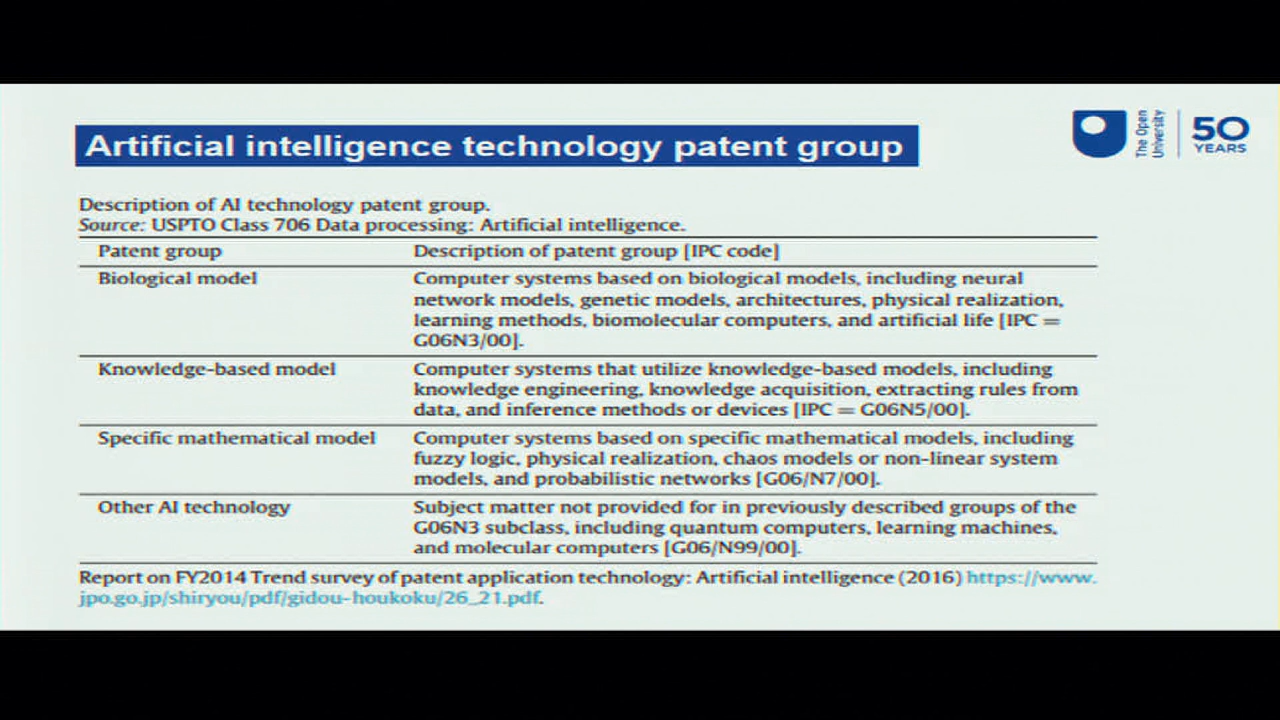 Artificial intelligence technology patent group
The Open
University
50
YEARS
Description of AI technology patent group.
Source: USPTO Class 706 Data processing: Artificial intelligence.
Patent group Description of patent group [IPC code]
Biological model Computer systems based on biological models, including neural
network models, genetic models, architectures, physical realization,
learning methods, biomolecular computers, and artificial life [IPC =
G06N3/00].
Knowledge-based model Computer systems that utilize knowledge-based models, including
knowledge engineering, knowledge acquisition, extracting rules from
data, and inference methods or devices [IPC = G06N5/00].
Specific mathematical model Computer systems based on specific mathematical models, including
fuzzy logic, physical realization, chaos models or non-linear system
models, and probabilistic networks [G06/N7/00].
Other AI technology Subject matter not provided for in previously described groups of the
G06N3 subclass, including quantum computers, learning machines,
and molecular computers [G06/N99/00].
Report on FY2014 Trend survey of patent application technology: Artificial intelligence (2016) https://www.
jpo.go.jp/shiryou/pdf/gidou-houkoku/26_21.pdf.